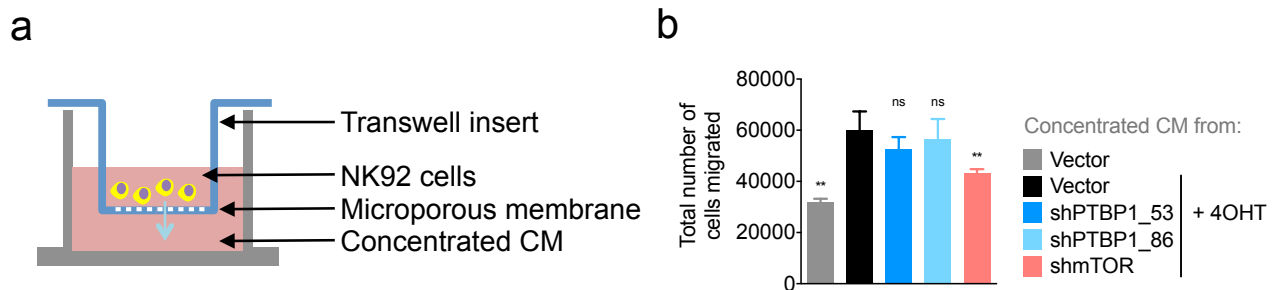 a
Transwell insert
NK92 cells
Microporous membrane
Concentrated CM
b
Total number of
cells migrated
80000
60000
40000
20000
0
**
ns
ns
**
Concentrated CM from:
Vector
Vector
shPTBP1_53
shPTBP1_86
shmTOR
+ 4OHT